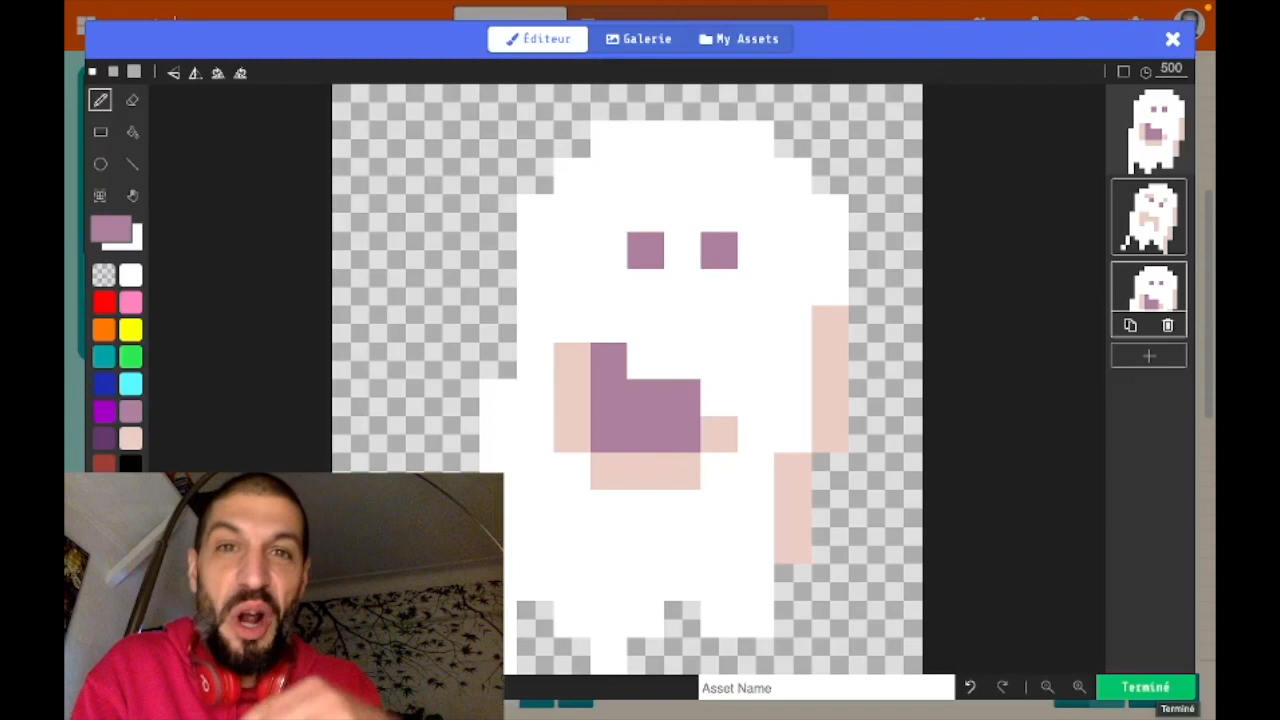 Éditeur
Galerie
My Assets
500
Asset Name
Terminé
Terminé